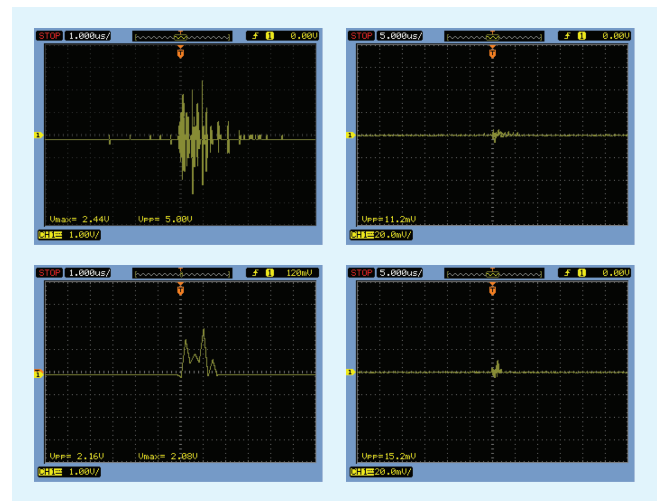 STOP 1.000us/ T ƒ 1 0.00V
T
1
Vmax= 2.44V Vpp= 5.00V
CH1 1.00V/
STOP 5.000us/ T ƒ 1 0.00V
T
1
Vpp=11.2mV
CH1 20.0mV/
STOP 1.000us/ T ƒ 1 120mV
T
1
Vpp= 2.16V Vmax= 2.08V
CH1 1.00V/
STOP 5.000us/ T ƒ 1 0.00V
T
1
Vpp=15.2mV
CH1 20.0mV/